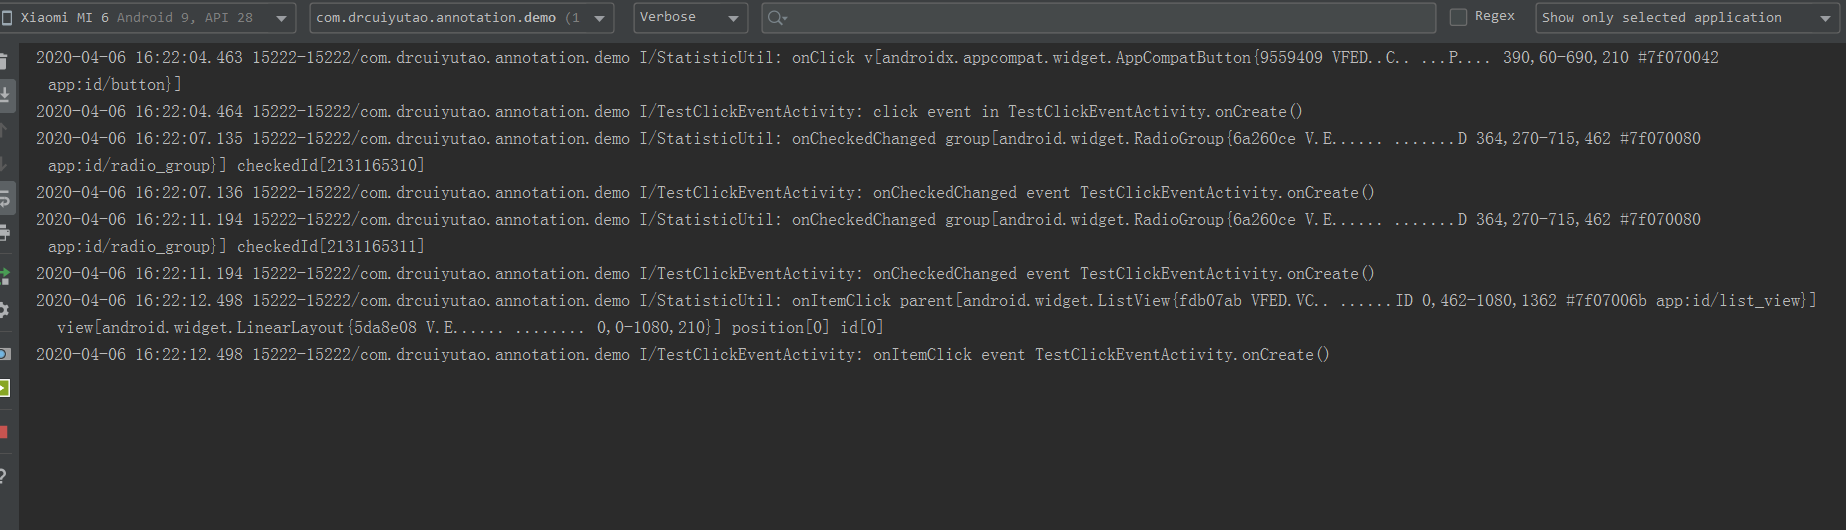 Xiaomi MI 6 Android 9, API 28
com.drcuiyutao.annotation.demo (1
Verbose
Regex
Show only selected application
2020-04-06 16:22:04.463 15222-15222/com.drcuiyutao.annotation.demo I/StatisticUtil: onClick v[androidx.appcompat.widget.AppCompatButton{9559409 VFED..C.. ...P.... 390,60-690,210 #7f070042
app:id/button}]
2020-04-06 16:22:04.464 15222-15222/com.drcuiyutao.annotation.demo I/TestClickEventActivity: click event in TestClickEventActivity.onCreate()
2020-04-06 16:22:07.135 15222-15222/com.drcuiyutao.annotation.demo I/StatisticUtil: onCheckedChanged group[android.widget.RadioGroup{6a260ce V.E...... .......D 364,270-715,462 #7f070080
app:id/radio_group}] checkedId[2131165310]
2020-04-06 16:22:07.136 15222-15222/com.drcuiyutao.annotation.demo I/TestClickEventActivity: onCheckedChanged event TestClickEventActivity.onCreate()
2020-04-06 16:22:11.194 15222-15222/com.drcuiyutao.annotation.demo I/StatisticUtil: onCheckedChanged group[android.widget.RadioGroup{6a260ce V.E...... .......D 364,270-715,462 #7f070080
app:id/radio_group}] checkedId[2131165311]
2020-04-06 16:22:11.194 15222-15222/com.drcuiyutao.annotation.demo I/TestClickEventActivity: onCheckedChanged event TestClickEventActivity.onCreate()
2020-04-06 16:22:12.498 15222-15222/com.drcuiyutao.annotation.demo I/StatisticUtil: onItemClick parent[android.widget.ListView{fdb07ab VFED.VC.. ......ID 0,462-1080,1362 #7f07006b app:id/list_view}]
view[android.widget.LinearLayout{5da8e08 V.E...... ........ 0,0-1080,210}] position[0] id[0]
2020-04-06 16:22:12.498 15222-15222/com.drcuiyutao.annotation.demo I/TestClickEventActivity: onItemClick event TestClickEventActivity.onCreate()